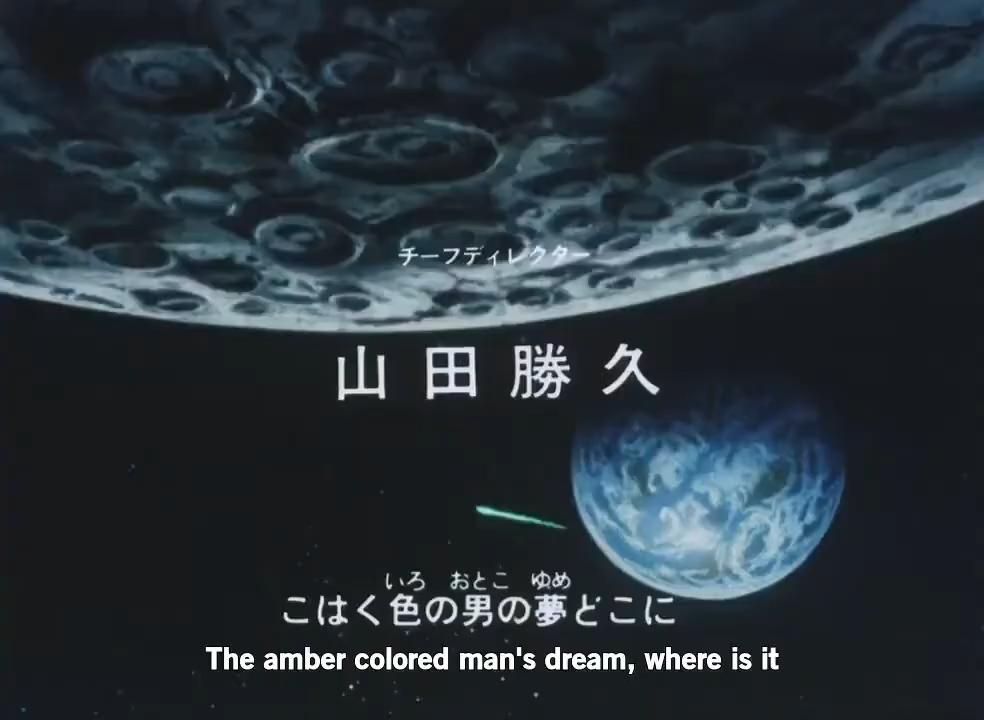 チーフディレクター
山田勝久
いろ おとこ ゆめ
こはく色の男の夢どこに
The amber colored man's dream, where is it